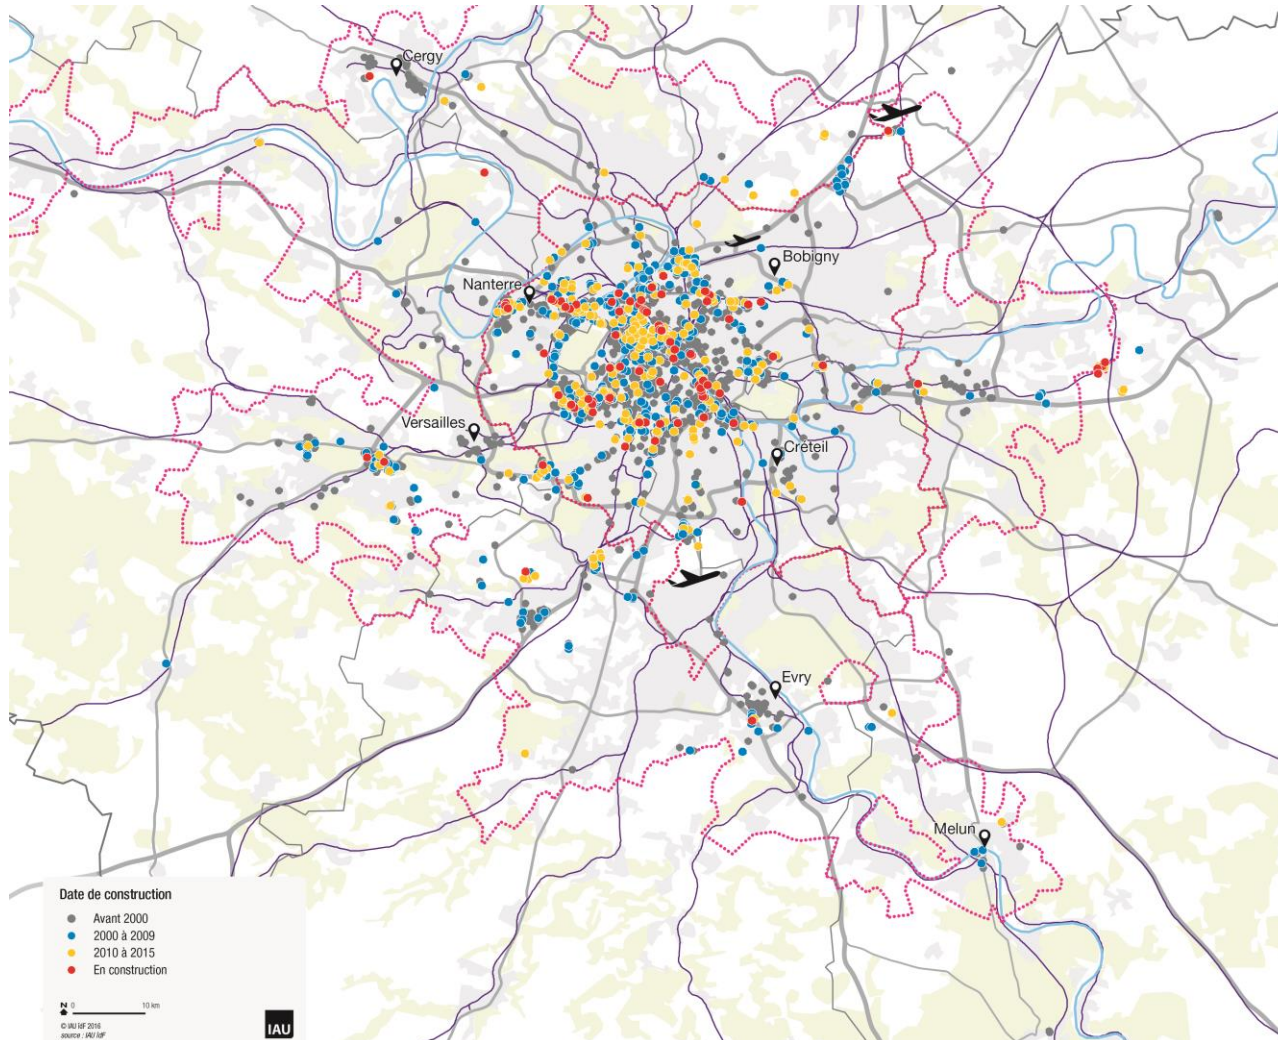 Cergy
Bobigny
Nanterre
Versailles
Créteil
Evry
Melun
Date de construction
Avant 2000
2000 à 2009
2010 à 2015
En construction
N 0 10 km
© IAU îdF 2016
source : IAU îdF
IAU